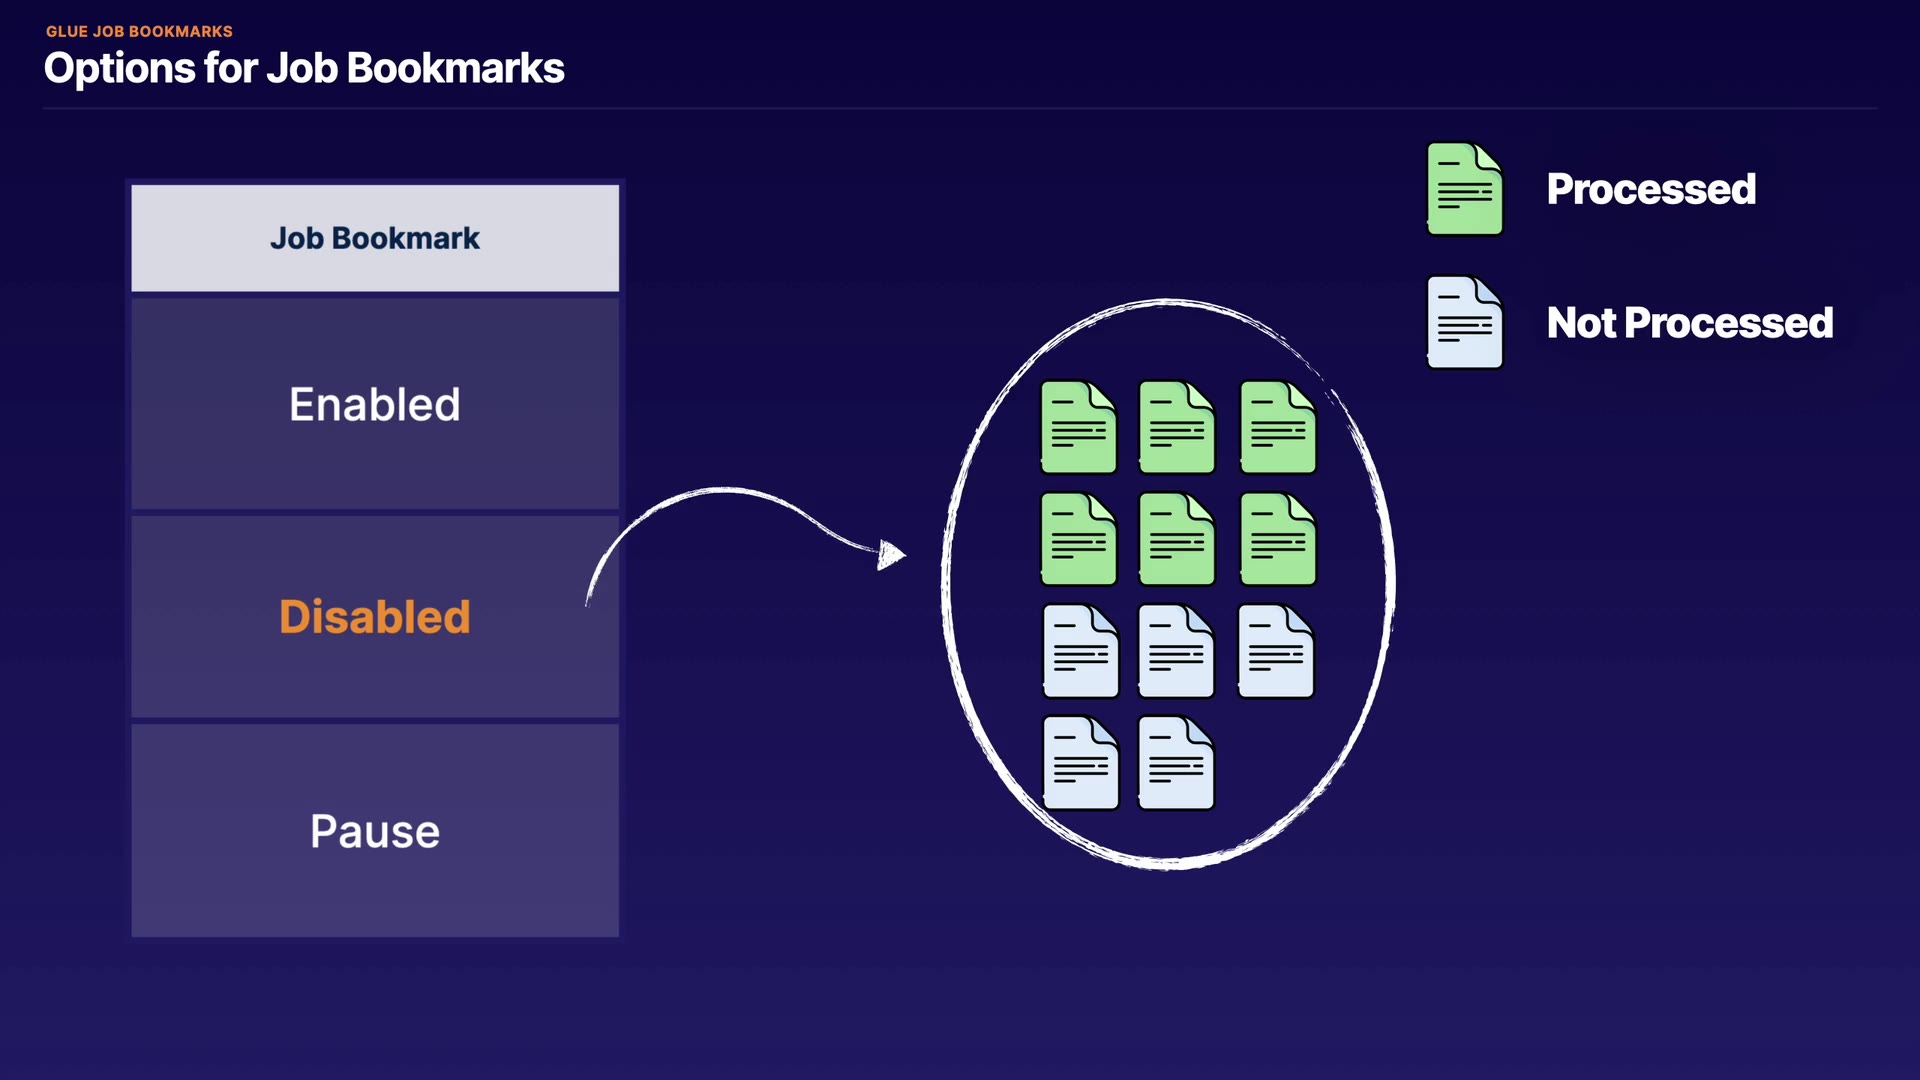 GLUE JOB BOOKMARKS
Options for Job Bookmarks
Processed
Not Processed
Job Bookmark
Enabled
Disabled
Pause